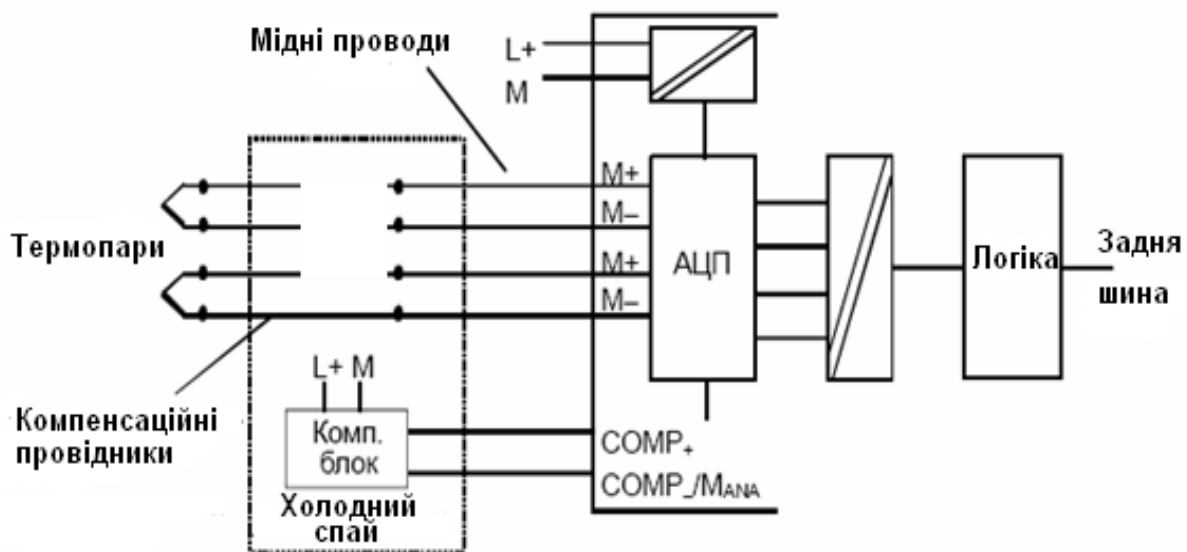 Мідні проводи
L+
M
M+
M–
M+
M–
Термопари
АЦП
Логіка
Задня
шина
L+ M
Компенсаційні
провідники
Комп.
блок
Холодний
спай
COMP+
COMP_/MANA